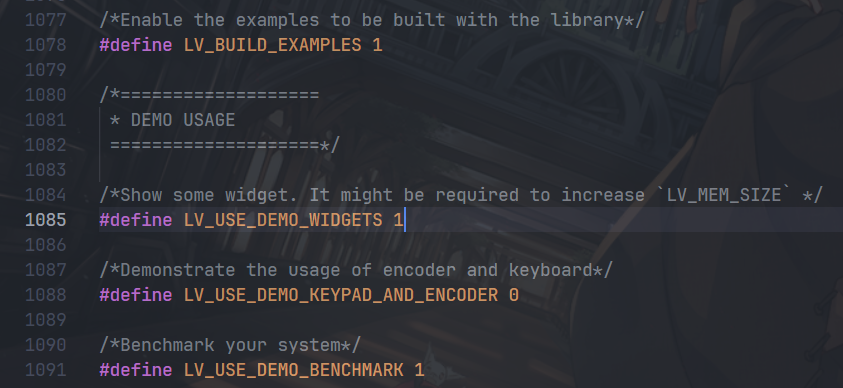 1077 /*Enable the examples to be built with the library*/
1078 #define LV_BUILD_EXAMPLES 1
1079
1080 /*===================
1081  * DEMO USAGE
1082  ====================*/
1083
1084 /*Show some widget. It might be required to increase `LV_MEM_SIZE` */
1085 #define LV_USE_DEMO_WIDGETS 1
1086
1087 /*Demonstrate the usage of encoder and keyboard*/
1088 #define LV_USE_DEMO_KEYPAD_AND_ENCODER 0
1089
1090 /*Benchmark your system*/
1091 #define LV_USE_DEMO_BENCHMARK 1